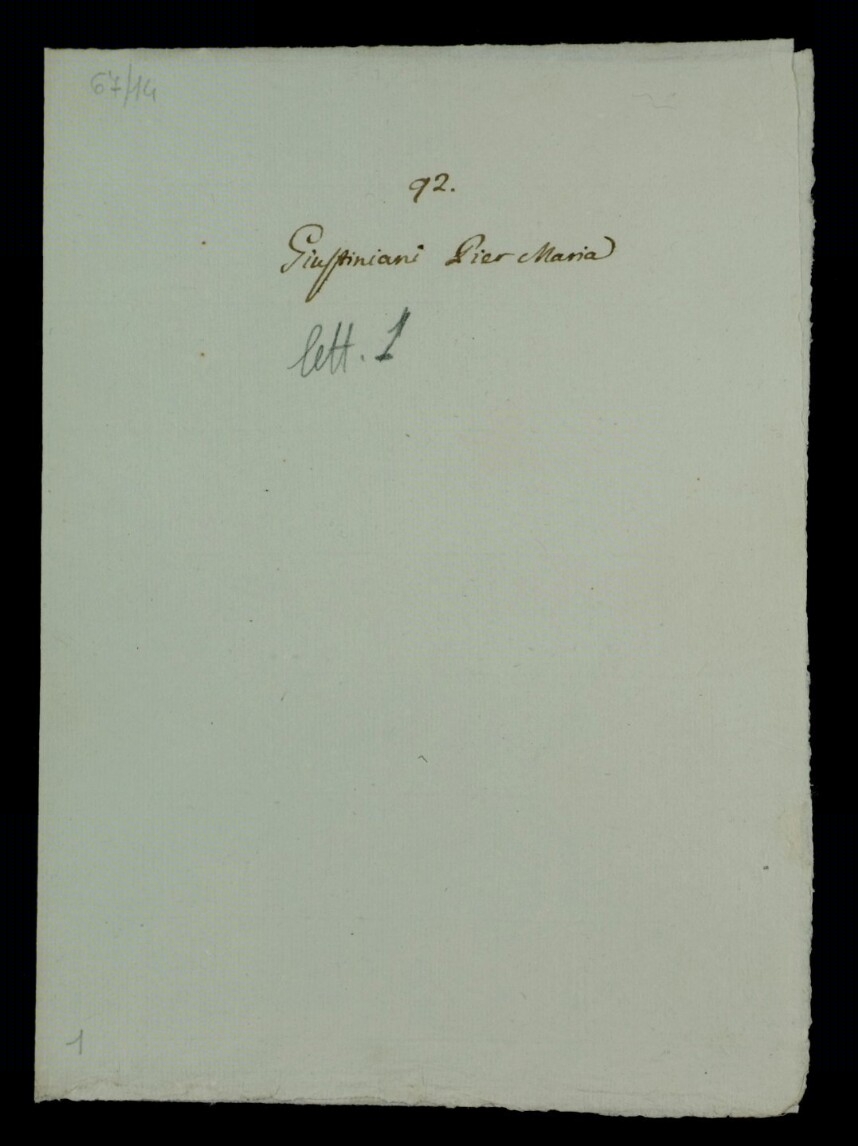 67/14
92.
Giustiniani Pier Maria
lett. 1
1